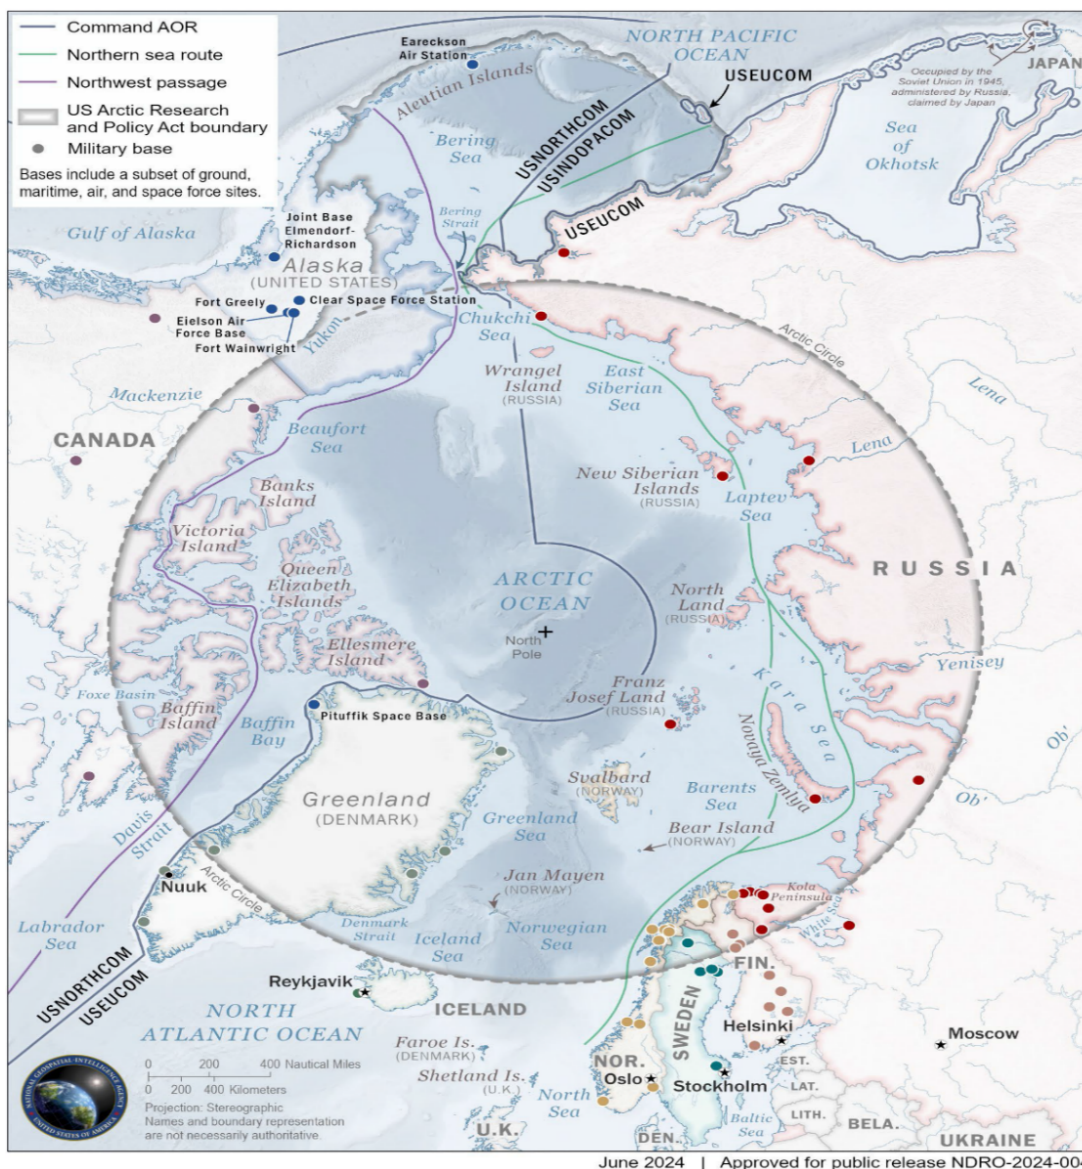 Command AOR
Northern sea route
Northwest passage
US Arctic Research
and Policy Act boundary
Military base
Bases include a subset of ground,
maritime, air, and space force sites.
Eareckson
Air Station
Aleutian Islands
NORTH PACIFIC
OCEAN
USEUCOM
JAPAN
Occupied by the
Soviet Union in 1945,
administered by Russia,
claimed by Japan
Sea
of
Okhotsk
Bering
Sea
USNORTHCOM
USINDOPACOM
USEUCOM
Bering
Strait
Gulf of Alaska
Joint Base
Elmendorf-
Richardson
Alaska
(UNITED STATES)
Fort Greely
Clear Space Force Station
Eielson Air
Force Base
Fort Wainwright
Yukon
Chukchi
Sea
Arctic Circle
Wrangel
Island
(RUSSIA)
East
Siberian
Sea
Lena
Lena
Mackenzie
CANADA
Beaufort
Sea
Banks
Island
Victoria
Island
Queen
Elizabeth
Islands
New Siberian
Islands
(RUSSIA)
Laptev
Sea
RUSSIA
ARCTIC
OCEAN
North
Pole
North
Land
(RUSSIA)
Ellesmere
Island
Yenisey
Foxe Basin
Baffin
Island
Baffin
Bay
Pituffik Space Base
Franz
Josef Land
(RUSSIA)
Kara Sea
Novaya Zemlya
Ob'
Ob'
Svalbard
(NORWAY)
Barents
Sea
Greenland
(DENMARK)
Greenland
Sea
Bear Island
(NORWAY)
Davis
Strait
Jan Mayen
(NORWAY)
Nuuk
Arctic Circle
Kola
Peninsula
White Sea
Labrador
Sea
Denmark
Strait
Iceland
Sea
Norwegian
Sea
USNORTHCOM
USEUCOM
Reykjavik
ICELAND
FIN.
SWEDEN
Helsinki
Moscow
NORTH
ATLANTIC OCEAN
Faroe Is.
(DENMARK)
Shetland Is.
(U.K.)
NOR.
Oslo
Stockholm
EST.
LAT.
LITH.
BELA.
UKRAINE
North
Sea
Baltic
Sea
U.K.
DEN.
0 200 400 Nautical Miles
0 200 400 Kilometers
Projection: Stereographic
Names and boundary representation
are not necessarily authoritative.
NATIONAL GEOSPATIAL-INTELLIGENCE AGENCY
UNITED STATES OF AMERICA
June 2024 | Approved for public release NDRO-2024-004